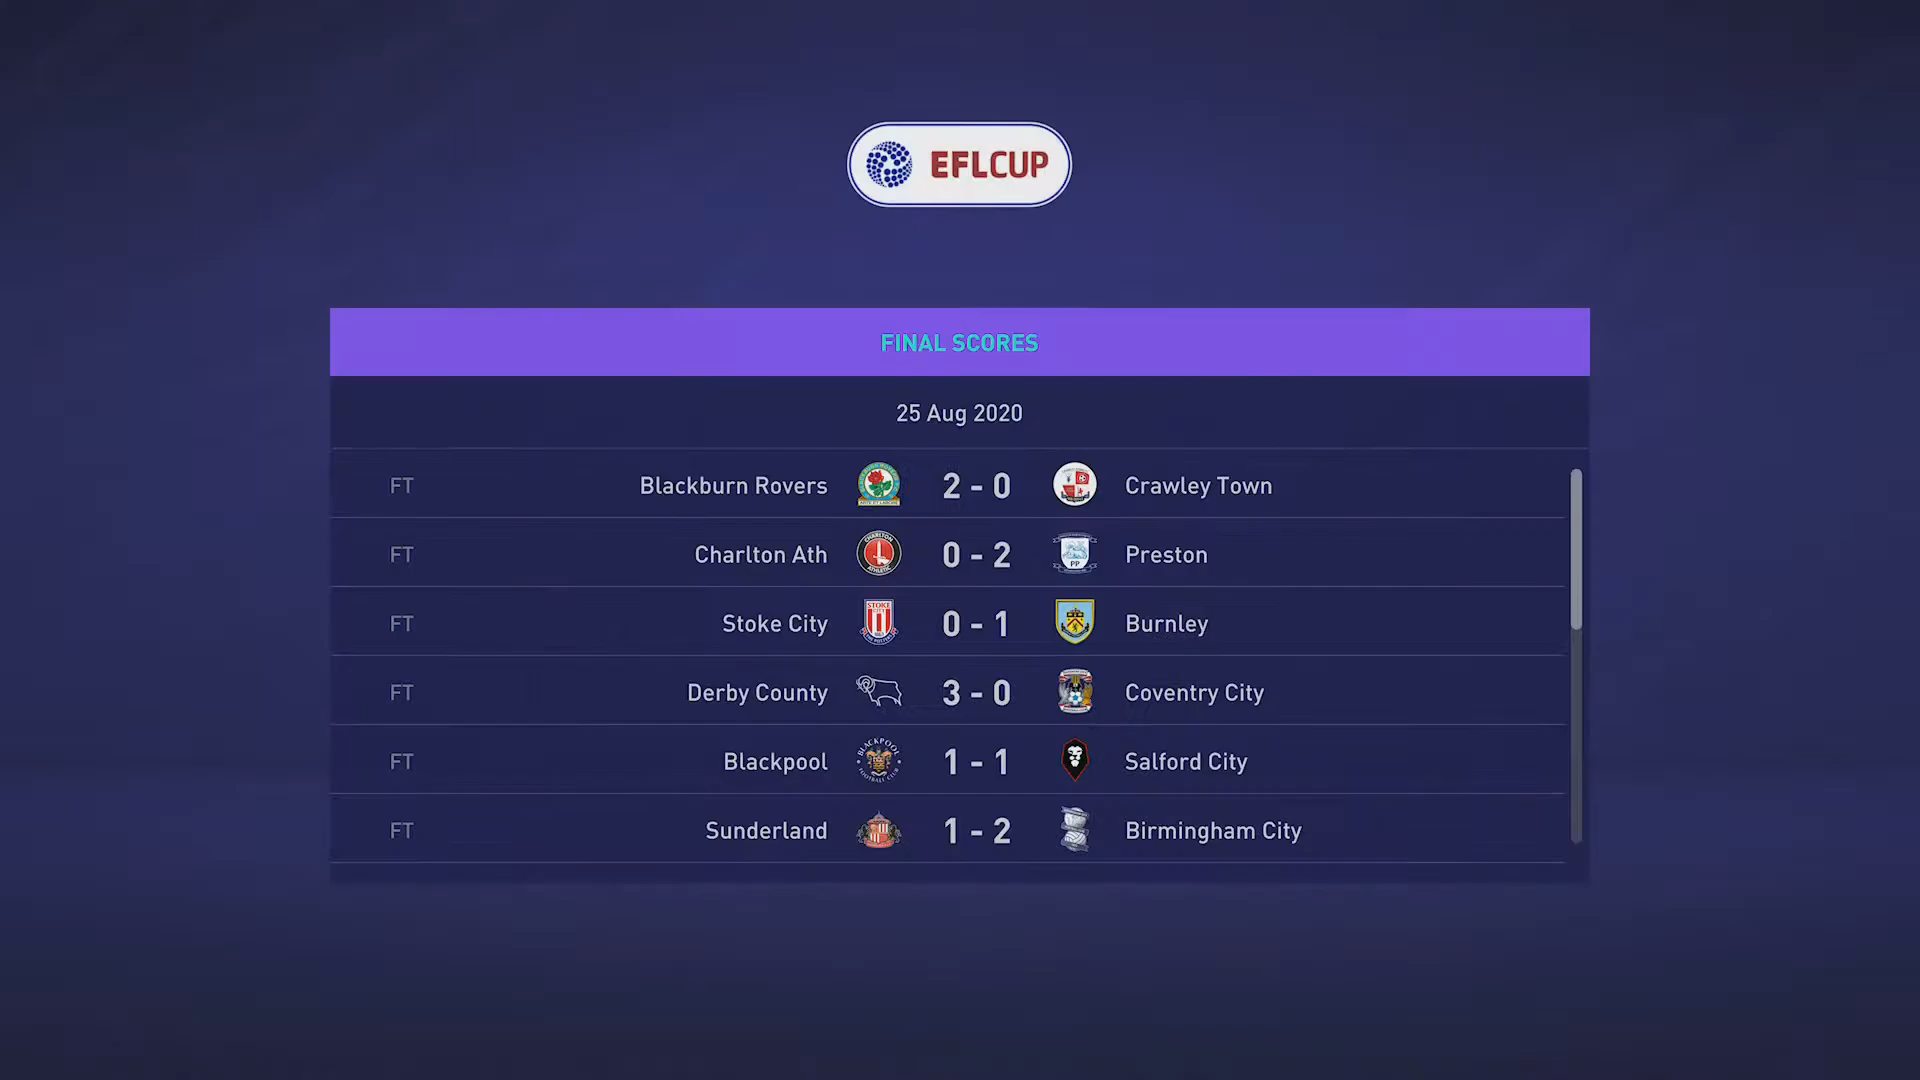 EFLCUP
FINAL SCORES
25 Aug 2020
FT Blackburn Rovers 2 - 0 Crawley Town
FT Charlton Ath 0 - 2 Preston
FT Stoke City 0 - 1 Burnley
FT Derby County 3 - 0 Coventry City
FT Blackpool 1 - 1 Salford City
FT Sunderland 1 - 2 Birmingham City